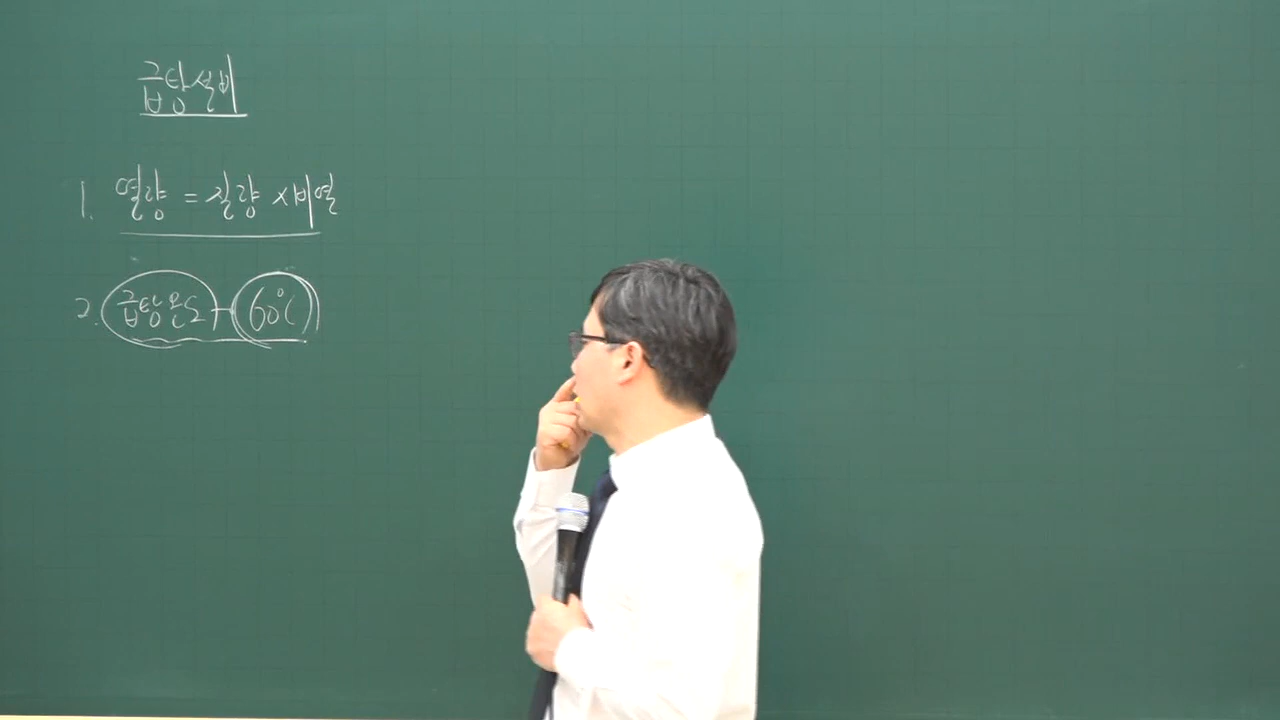 급탕설비
1. 열량 = 질량 × 비열
2. 급탕온도 - 60℃